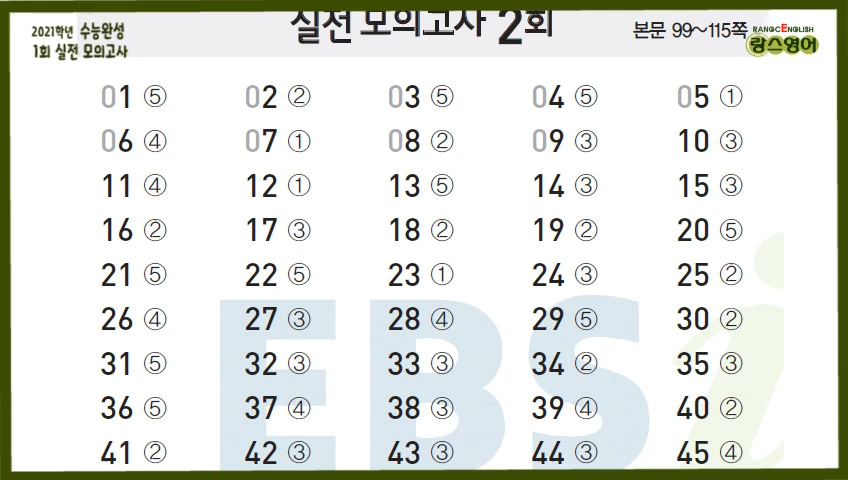 2021학년 수능완성
1회 실전 모의고사
실전 모의고사 2회
본문 99~115쪽
RANGCENGLISH
랑스영어
01 ⑤ 02 ② 03 ⑤ 04 ⑤ 05 ①
06 ④ 07 ① 08 ② 09 ③ 10 ③
11 ④ 12 ① 13 ⑤ 14 ③ 15 ③
16 ② 17 ③ 18 ② 19 ② 20 ⑤
21 ⑤ 22 ⑤ 23 ① 24 ③ 25 ②
26 ④ 27 ③ 28 ④ 29 ⑤ 30 ②
31 ⑤ 32 ③ 33 ③ 34 ② 35 ③
36 ⑤ 37 ④ 38 ③ 39 ④ 40 ②
41 ② 42 ③ 43 ③ 44 ③ 45 ④
EBSi